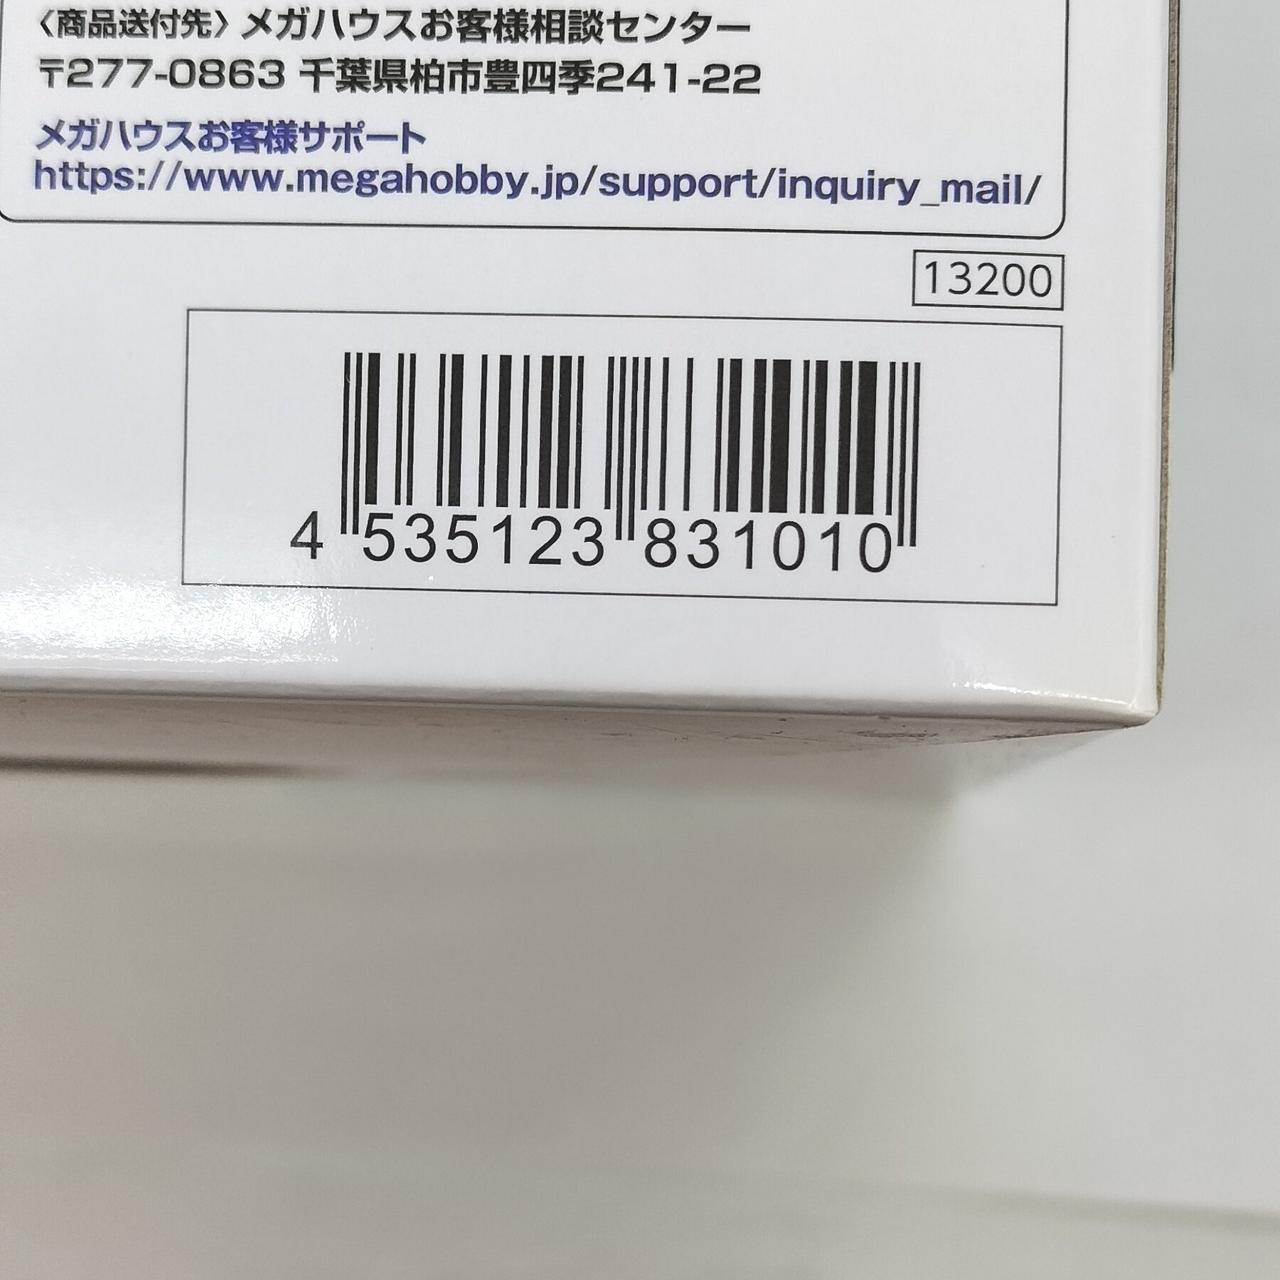 〈商品送付先〉メガハウスお客様相談センター
〒277-0863 千葉県柏市豊四季241-22
メガハウスお客様サポート
https://www.megahobby.jp/support/inquiry_mail/
13200
4 535123 831010